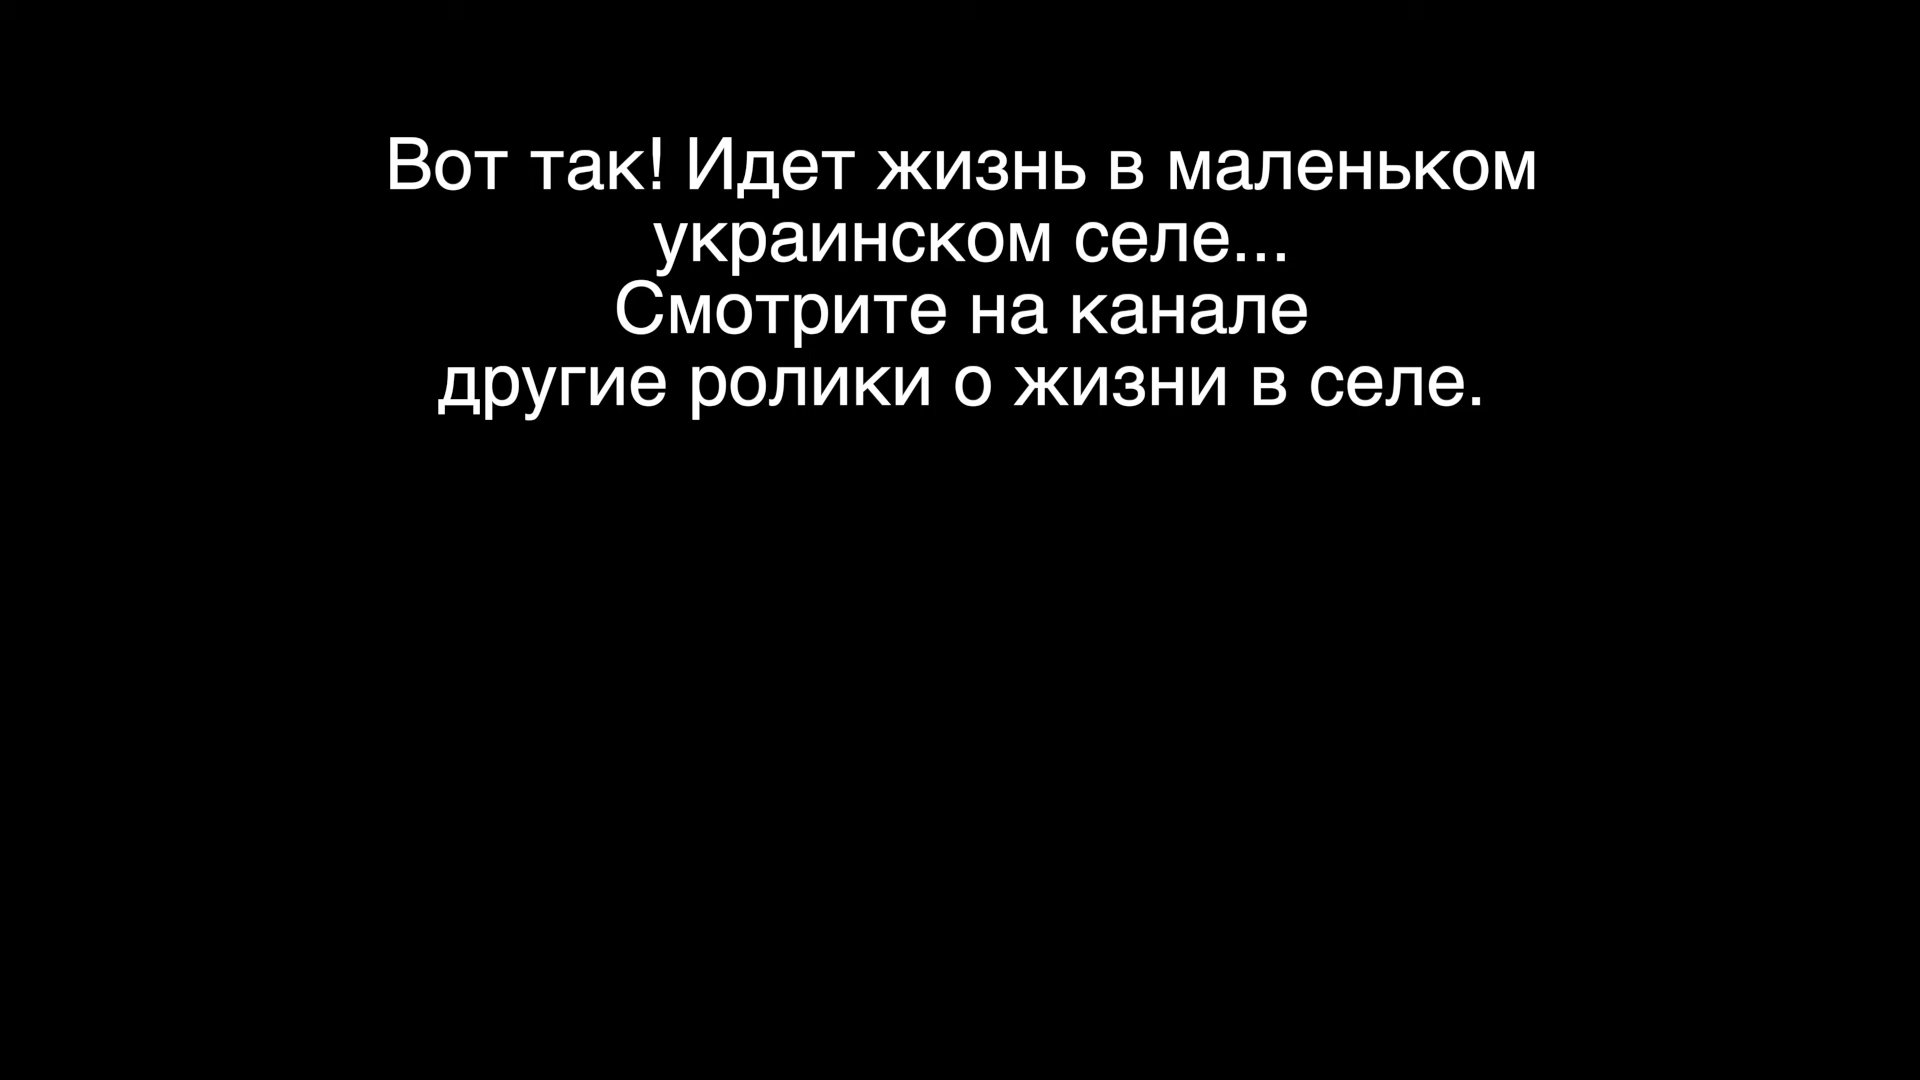 Вот так! Идет жизнь в маленьком
украинском селе...
Смотрите на канале
другие ролики о жизни в селе.